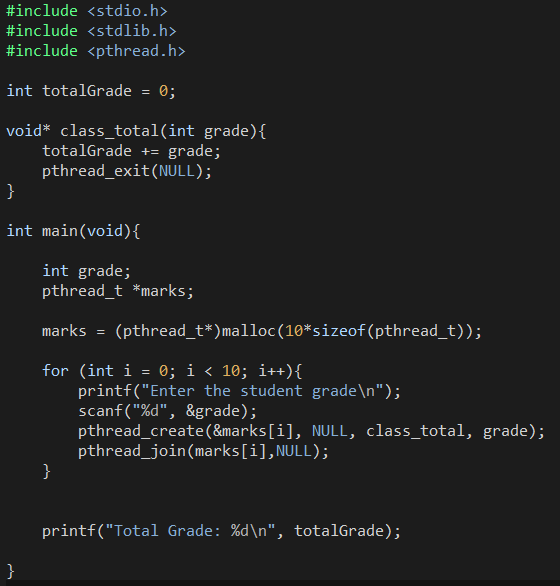 #include <stdio.h>
#include <stdlib.h>
#include <pthread.h>
int totalGrade = 0;
void* class_total(int grade){
totalGrade += grade;
pthread_exit(NULL);
}
int main(void){
int grade;
pthread_t *marks;
marks = (pthread_t*)malloc(10*sizeof(pthread_t));
for (int i = 0; i < 10; i++){
printf("Enter the student grade\n");
scanf("%d", &grade);
pthread_create(&marks[i], NULL, class_total, grade);
pthread_join(marks[i],NULL);
}
printf("Total Grade: %d\n", totalGrade);
}